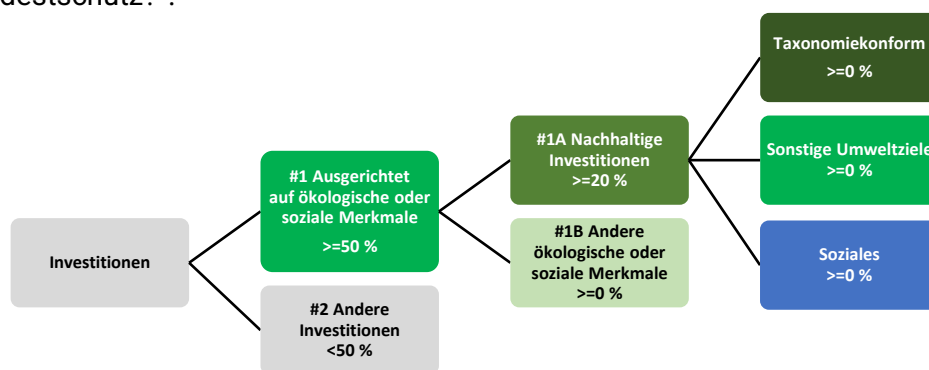 destschutz? .
Taxonomiekonform
>=0 %
#1A Nachhaltige
Investitionen
>=20 %
Sonstige Umweltziele
>=0 %
#1 Ausgerichtet
auf ökologische oder
soziale Merkmale
>=50 %
#1B Andere
ökologische oder
soziale Merkmale
>=0 %
Investitionen
Soziales
>=0 %
#2 Andere
Investitionen
<50 %